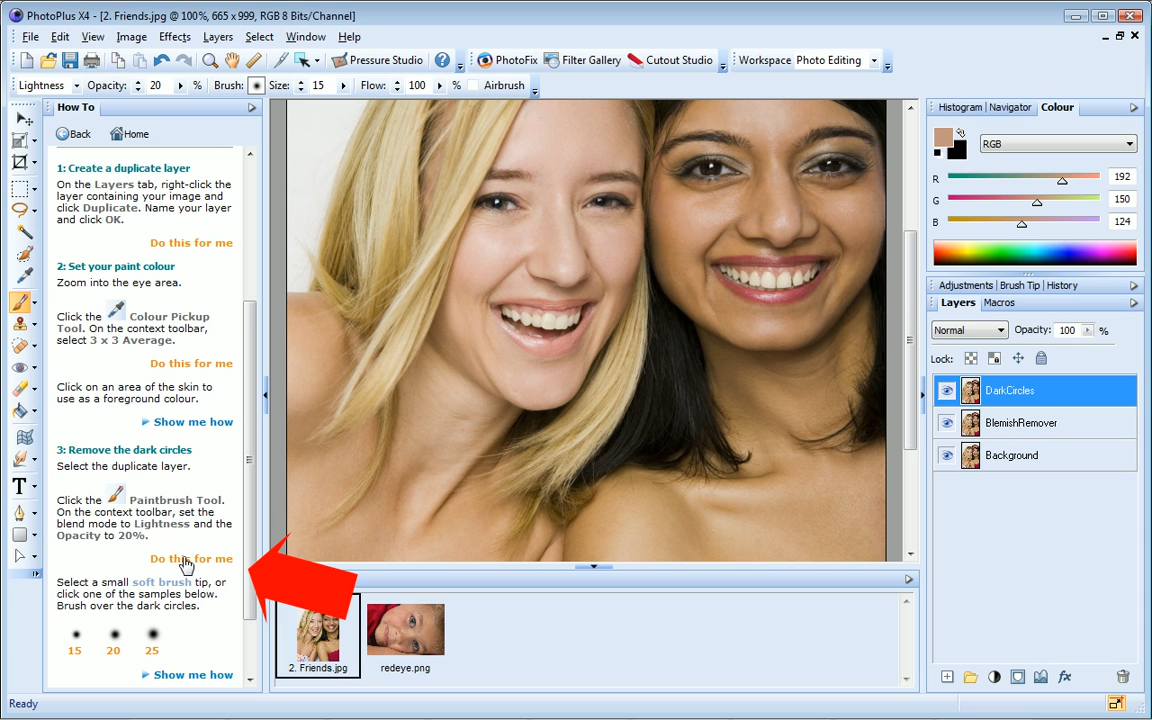 PhotoPlus X4 - [2. Friends.jpg @ 100%, 665 x 999, RGB 8 Bits/Channel]
File Edit View Image Effects Layers Select Window Help
Pressure Studio PhotoFix Filter Gallery Cutout Studio Workspace Photo Editing
Lightness Opacity: 20 % Brush: Size: 15 Flow: 100 % Airbrush
How To
Back Home
1: Create a duplicate layer
On the Layers tab, right-click the
layer containing your image and
click Duplicate. Name your layer
and click OK.
Do this for me
2: Set your paint colour
Zoom into the eye area.
Click the Colour Pickup
Tool. On the context toolbar,
select 3 x 3 Average.
Do this for me
Click on an area of the skin to
use as a foreground colour.
Show me how
3: Remove the dark circles
Select the duplicate layer.
Click the Paintbrush Tool.
On the context toolbar, set the
blend mode to Lightness and the
Opacity to 20%.
Do this for me
Select a small soft brush tip, or
click one of the samples below.
Brush over the dark circles.
15 20 25
Show me how
2. Friends.jpg redeye.png
Histogram Navigator Colour
RGB
R 192
G 150
B 124
Adjustments Brush Tip History
Layers Macros
Normal Opacity: 100 %
Lock:
DarkCircles
BlemishRemover
Background
Ready